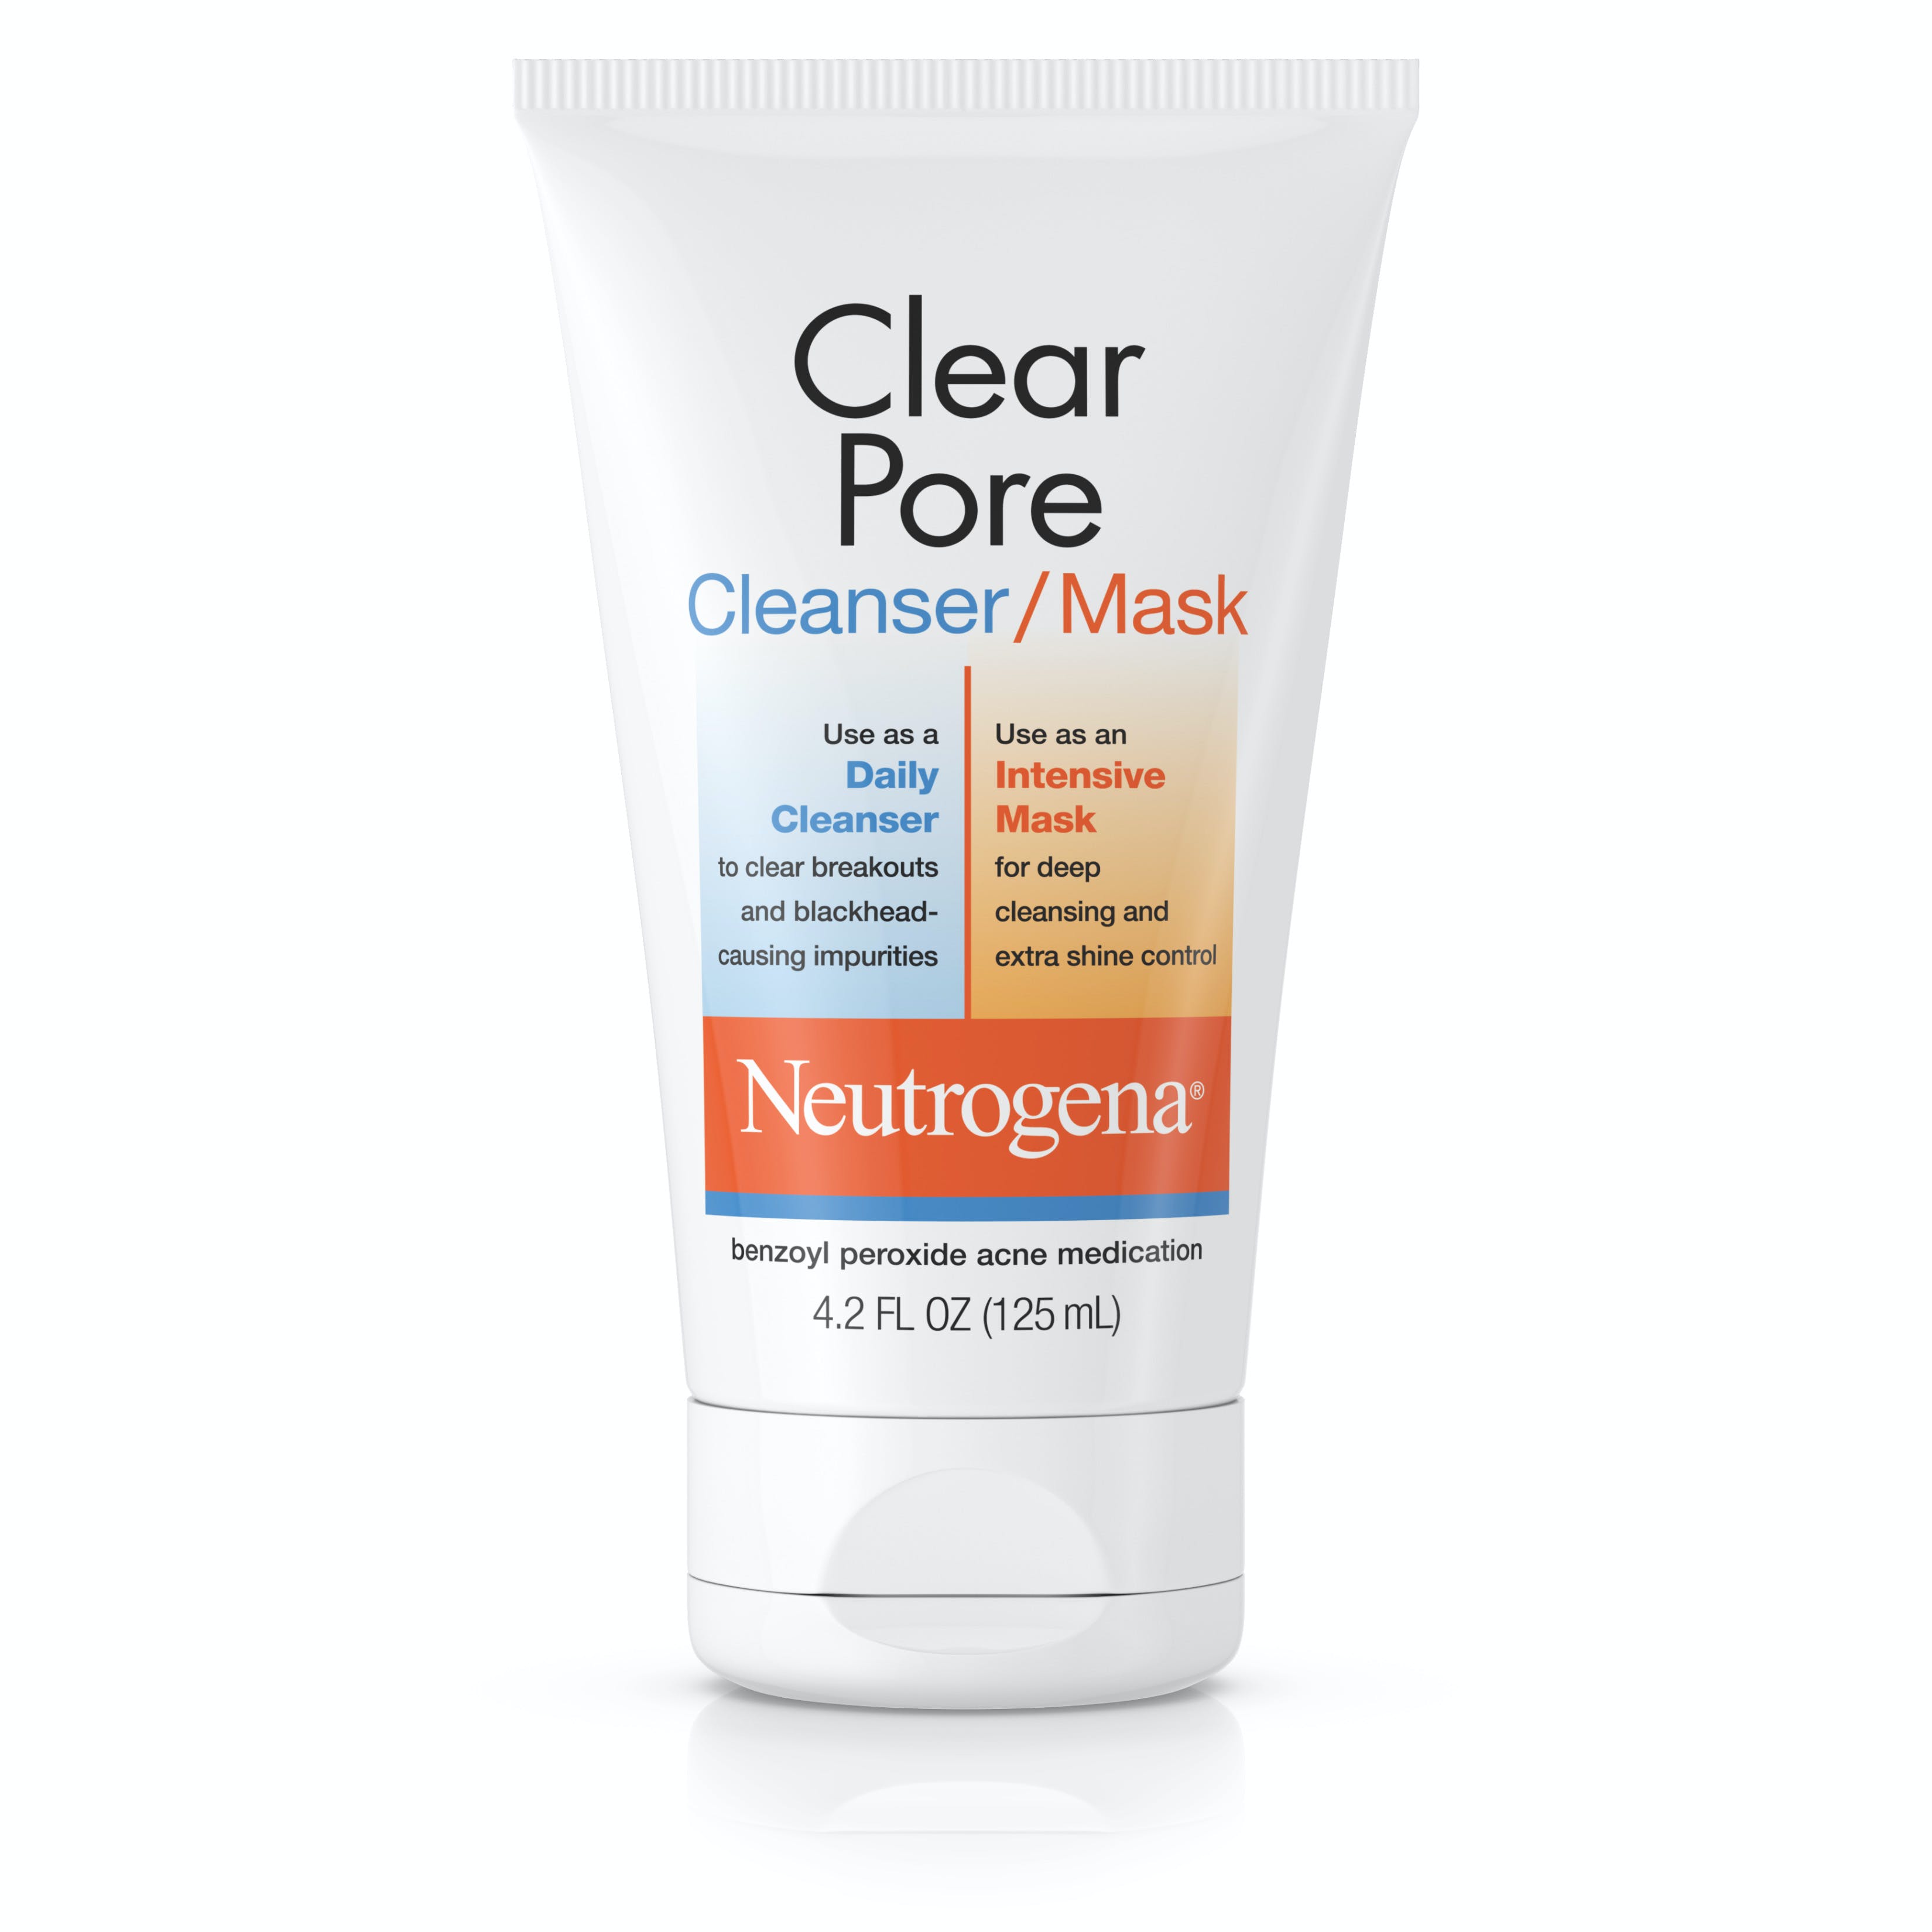 Clear
Pore
Cleanser/Mask
Use as a
Daily
Cleanser
to clear breakouts
and blackhead-
causing impurities
Use as an
Intensive
Mask
for deep
cleansing and
extra shine control
Neutrogena®
benzoyl peroxide acne medication
4.2 FL OZ (125 mL)